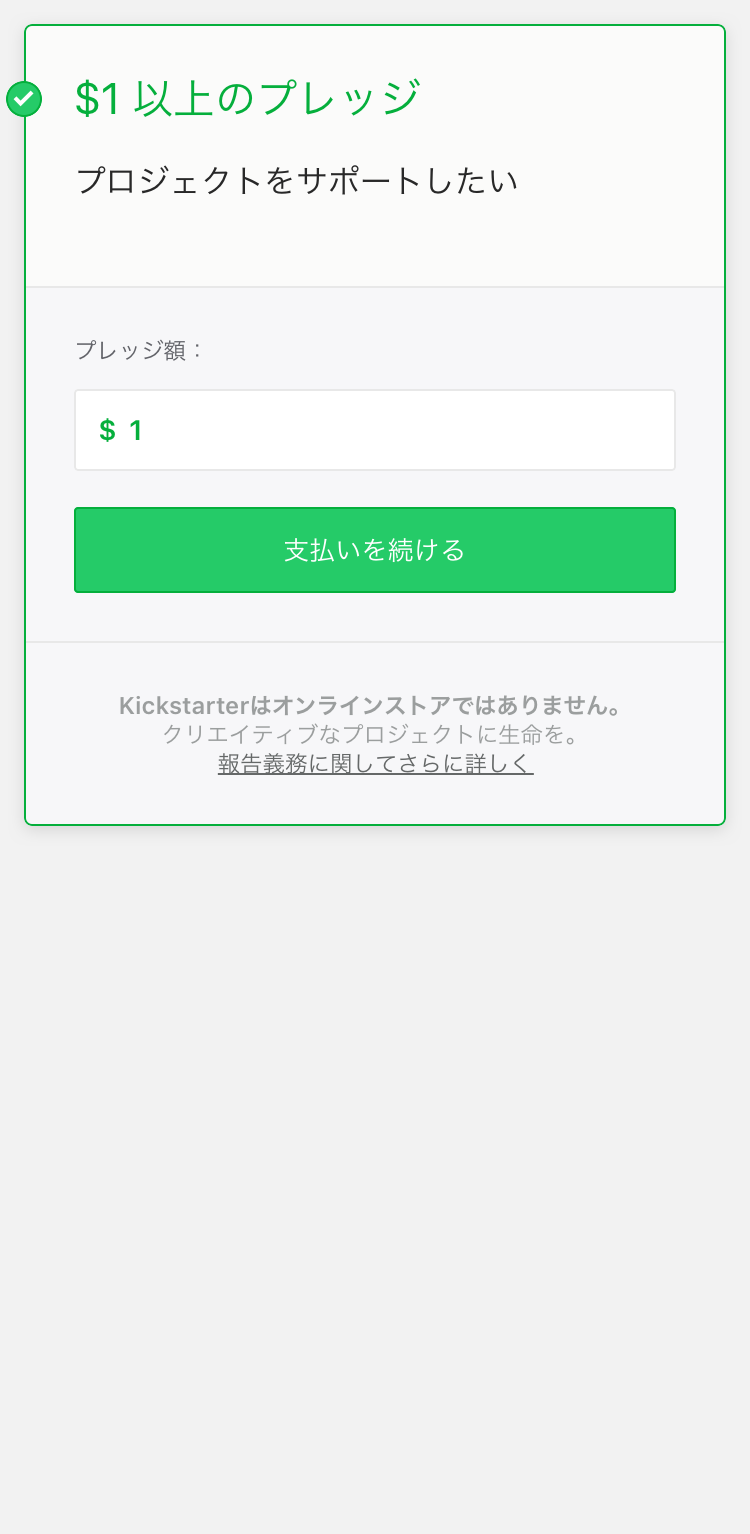 $1 以上のプレッジ
プロジェクトをサポートしたい
プレッジ額：
$ 1
支払いを続ける
Kickstarterはオンラインストアではありません。
クリエイティブなプロジェクトに生命を。
報告義務に関してさらに詳しく